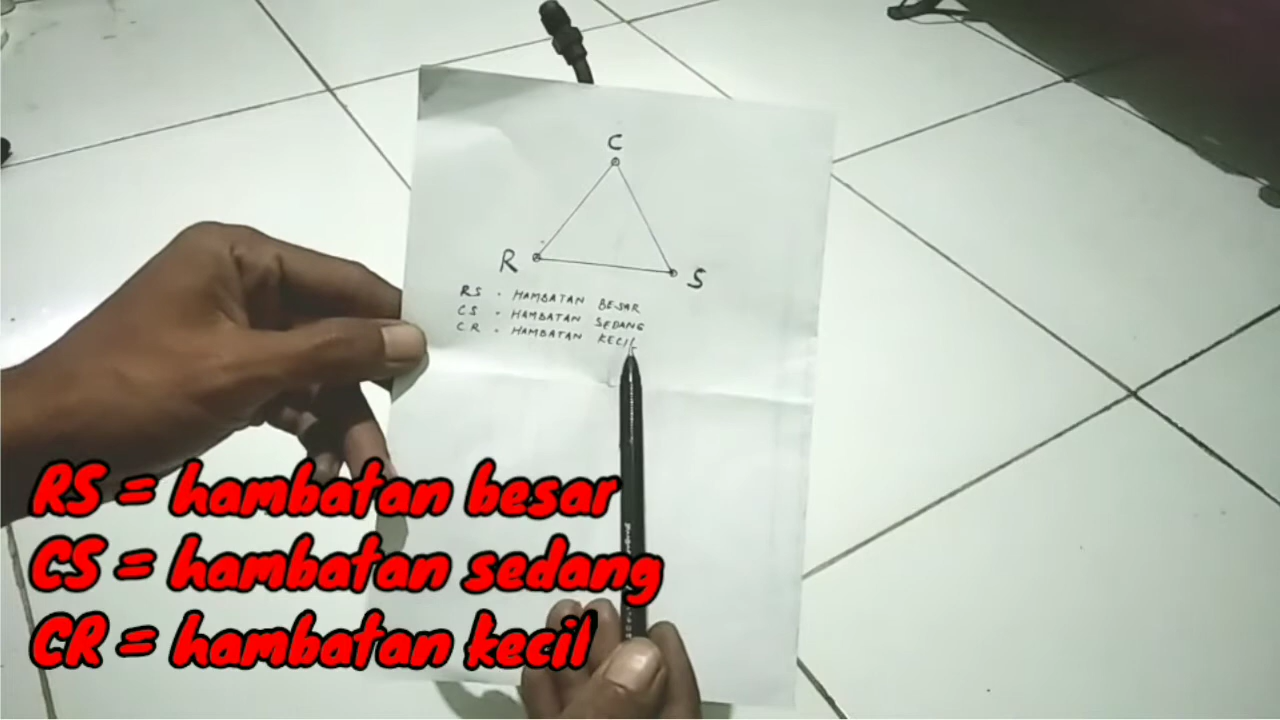 C
R
S
RS - HAMBATAN BESAR
CS - HAMBATAN SEDANG
CR - HAMBATAN KECIL
RS = hambatan besar
CS = hambatan sedang
CR = hambatan kecil